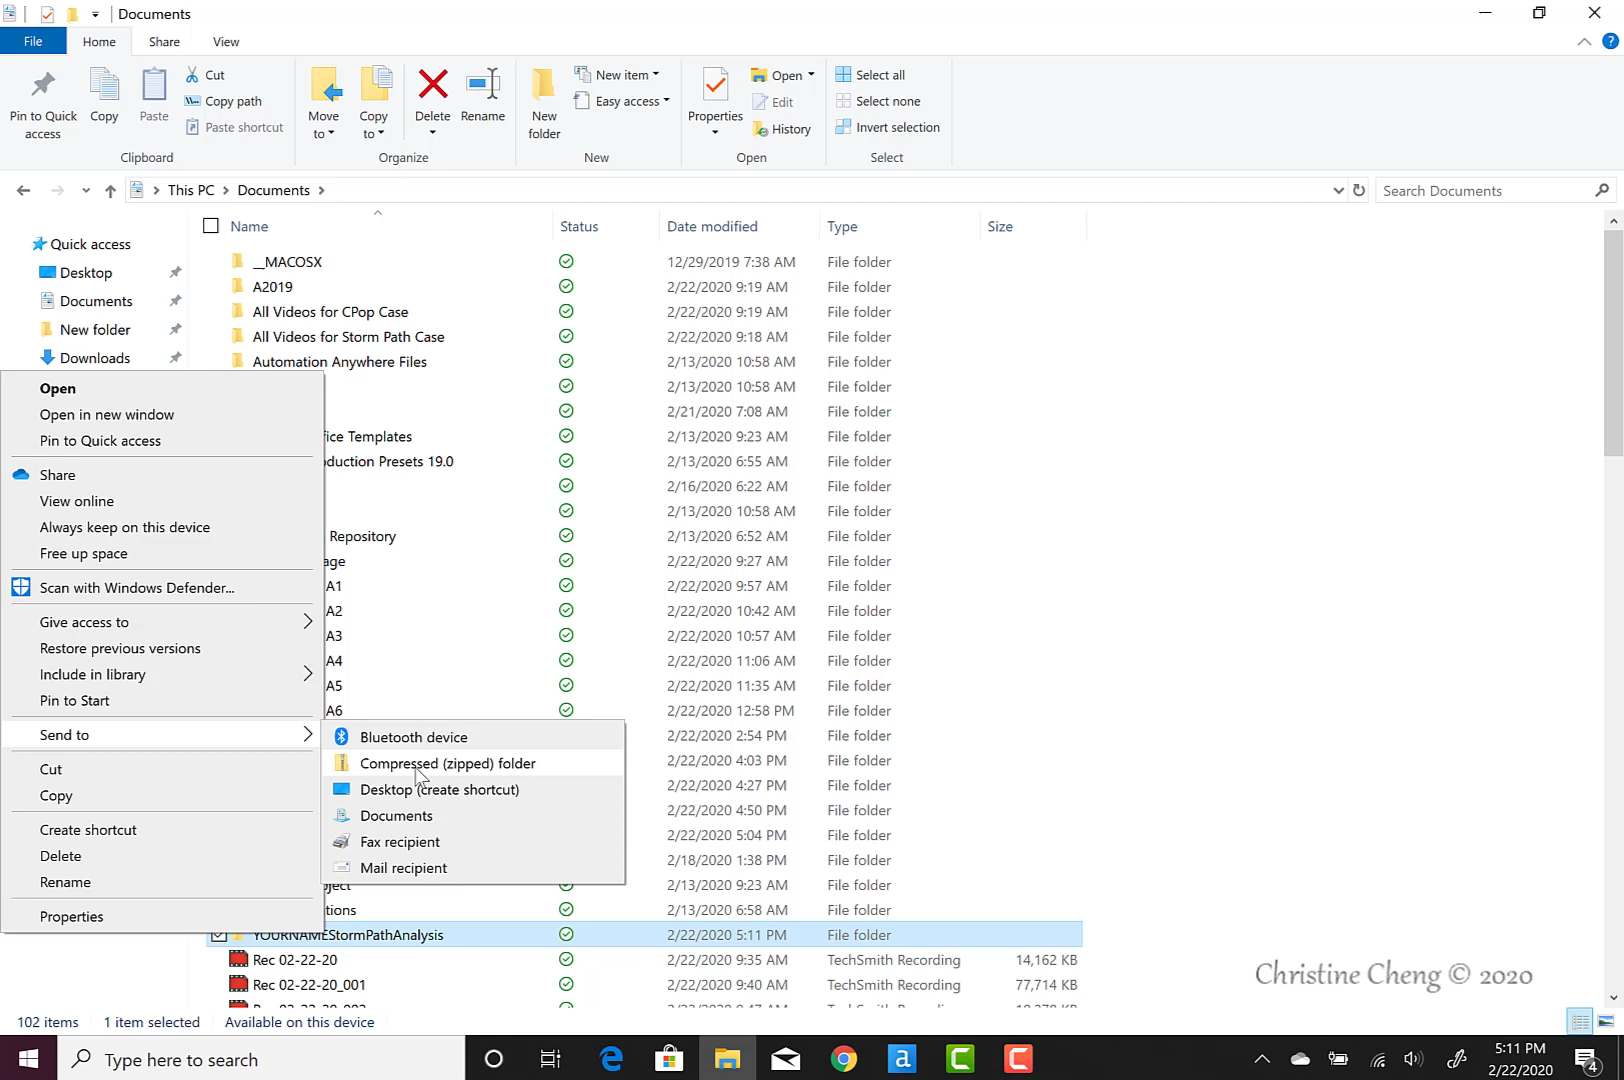 Documents
File Home Share View
Pin to Quick access
Copy
Paste
Cut
Copy path
Paste shortcut
Clipboard
Move to
Copy to
Delete
Rename
Organize
New folder
New item
Easy access
New
Properties
Open
Edit
History
Open
Select all
Select none
Invert selection
Select
This PC Documents
Search Documents
Name Status Date modified Type Size
Quick access
Desktop
Documents
New folder
Downloads
__MACOSX 12/29/2019 7:38 AM File folder
A2019 2/22/2020 9:19 AM File folder
All Videos for CPop Case 2/22/2020 9:19 AM File folder
All Videos for Storm Path Case 2/22/2020 9:18 AM File folder
Automation Anywhere Files 2/13/2020 10:58 AM File folder
2/13/2020 10:58 AM File folder
2/21/2020 7:08 AM File folder
ice Templates 2/13/2020 9:23 AM File folder
duction Presets 19.0 2/13/2020 6:55 AM File folder
2/16/2020 6:22 AM File folder
2/13/2020 10:58 AM File folder
Repository 2/13/2020 6:52 AM File folder
age 2/22/2020 9:27 AM File folder
A1 2/22/2020 9:57 AM File folder
A2 2/22/2020 10:42 AM File folder
A3 2/22/2020 10:57 AM File folder
A4 2/22/2020 11:06 AM File folder
A5 2/22/2020 11:35 AM File folder
A6 2/22/2020 12:58 PM File folder
2/22/2020 2:54 PM File folder
2/22/2020 4:03 PM File folder
2/22/2020 4:27 PM File folder
2/22/2020 4:50 PM File folder
2/22/2020 5:04 PM File folder
2/18/2020 1:38 PM File folder
oject 2/13/2020 9:23 AM File folder
tions 2/13/2020 6:58 AM File folder
YOURNAMEStormPathAnalysis 2/22/2020 5:11 PM File folder
Rec 02-22-20 2/22/2020 9:35 AM TechSmith Recording 14,162 KB
Rec 02-22-20_001 2/22/2020 9:40 AM TechSmith Recording 77,714 KB
Open
Open in new window
Pin to Quick access
Share
View online
Always keep on this device
Free up space
Scan with Windows Defender...
Give access to
Restore previous versions
Include in library
Pin to Start
Send to
Cut
Copy
Create shortcut
Delete
Rename
Properties
Bluetooth device
Compressed (zipped) folder
Desktop (create shortcut)
Documents
Fax recipient
Mail recipient
Christine Cheng © 2020
102 items 1 item selected Available on this device
Type here to search
5:11 PM
2/22/2020
4